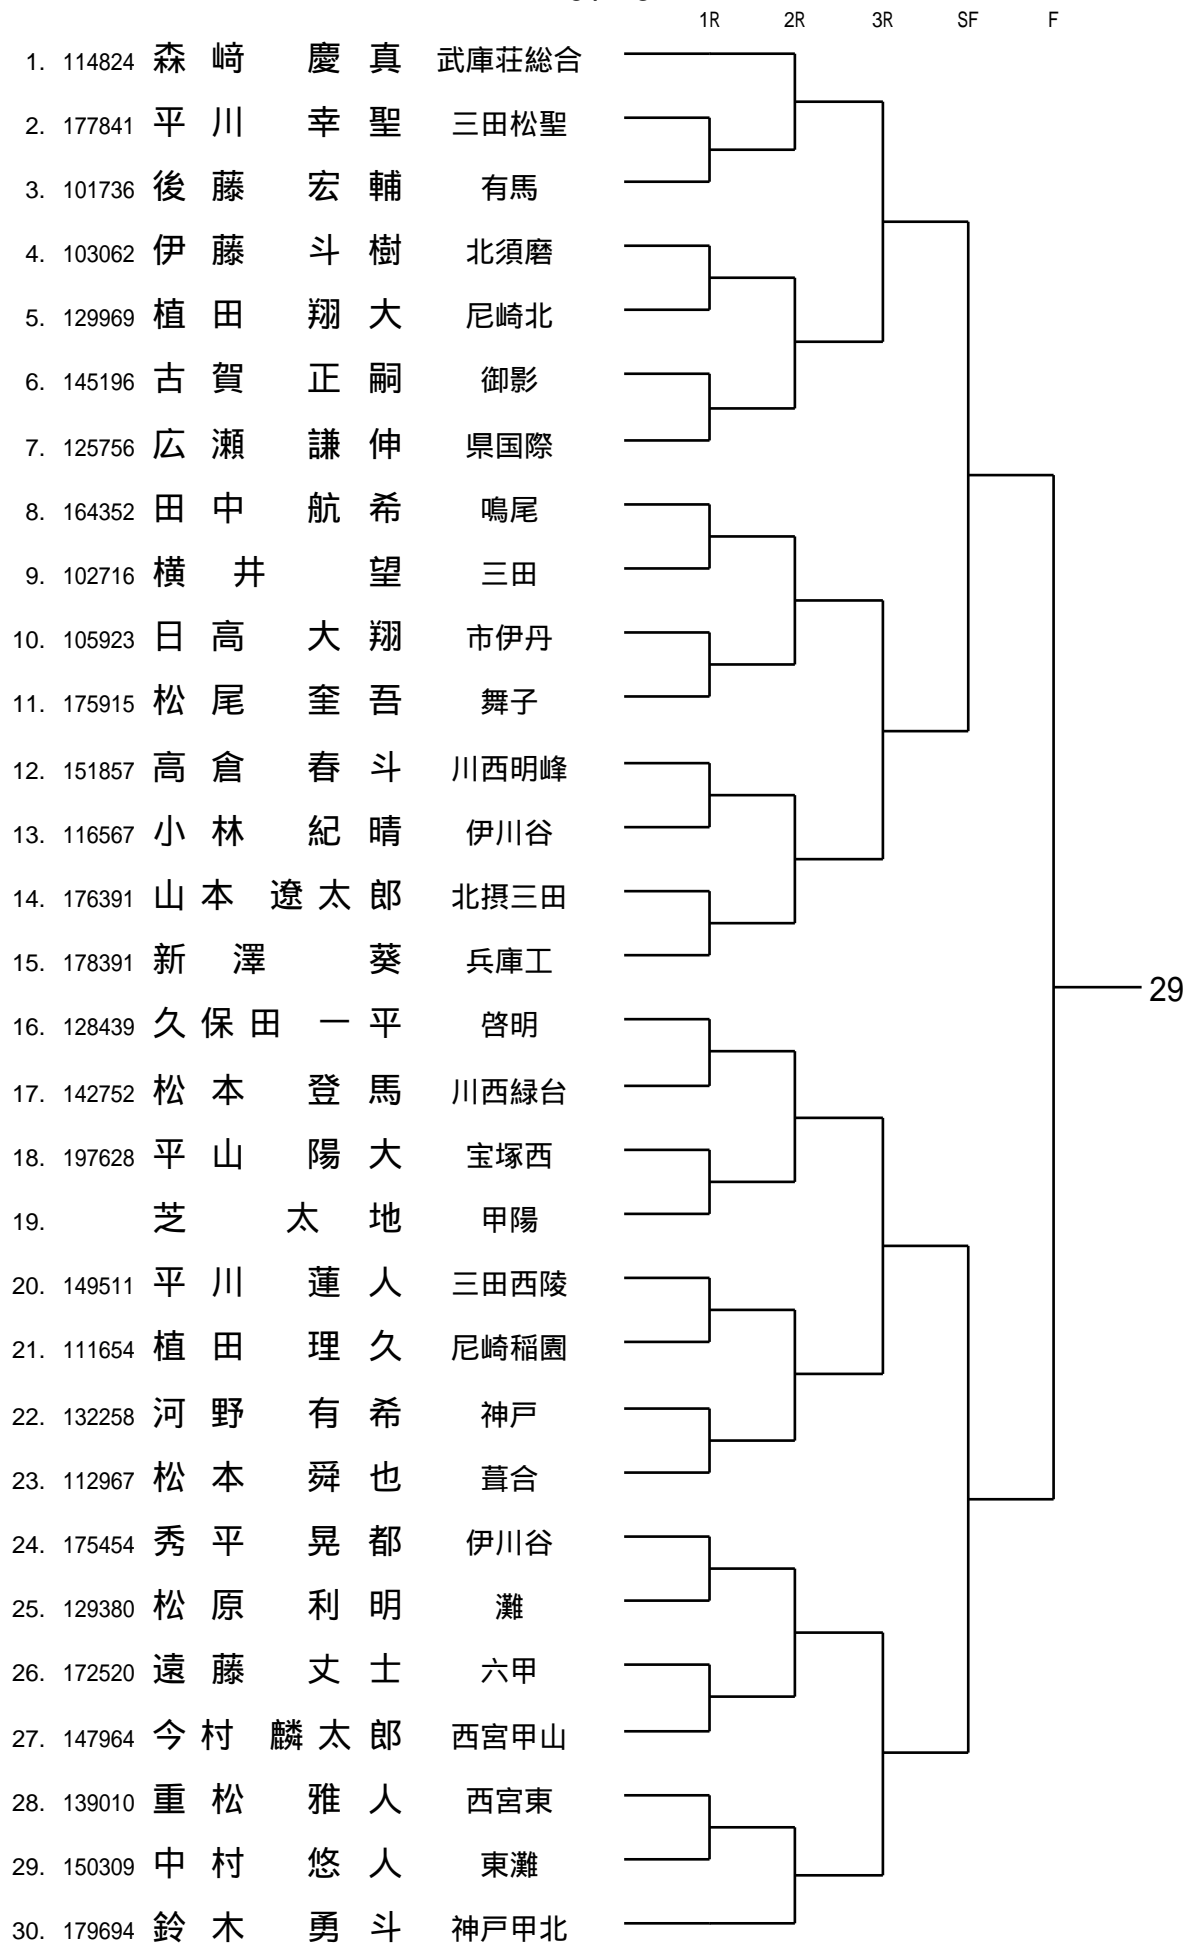 1R 2R 3R SF F
1. 114824 森﨑 慶真 武庫荘総合
2. 177841 平川 幸聖 三田松聖
3. 101736 後藤 宏輔 有馬
4. 103062 伊藤 斗樹 北須磨
5. 129969 植田 翔大 尼崎北
6. 145196 古賀 正嗣 御影
7. 125756 広瀬 謙伸 県国際
8. 164352 田中 航希 鳴尾
9. 102716 横井 望 三田
10. 105923 日高 大翔 市伊丹
11. 175915 松尾 奎吾 舞子
12. 151857 高倉 春斗 川西明峰
13. 116567 小林 紀晴 伊川谷
14. 176391 山本 遼太郎 北摂三田
15. 178391 新澤 葵 兵庫工
29
16. 128439 久保田 一平 啓明
17. 142752 松本 登馬 川西緑台
18. 197628 平山 陽大 宝塚西
19. 芝 太地 甲陽
20. 149511 平川 蓮人 三田西陵
21. 111654 植田 理久 尼崎稲園
22. 132258 河野 有希 神戸
23. 112967 松本 舜也 葺合
24. 175454 秀平 晃都 伊川谷
25. 129380 松原 利明 灘
26. 172520 遠藤 丈士 六甲
27. 147964 今村 麟太郎 西宮甲山
28. 139010 重松 雅人 西宮東
29. 150309 中村 悠人 東灘
30. 179694 鈴木 勇斗 神戸甲北